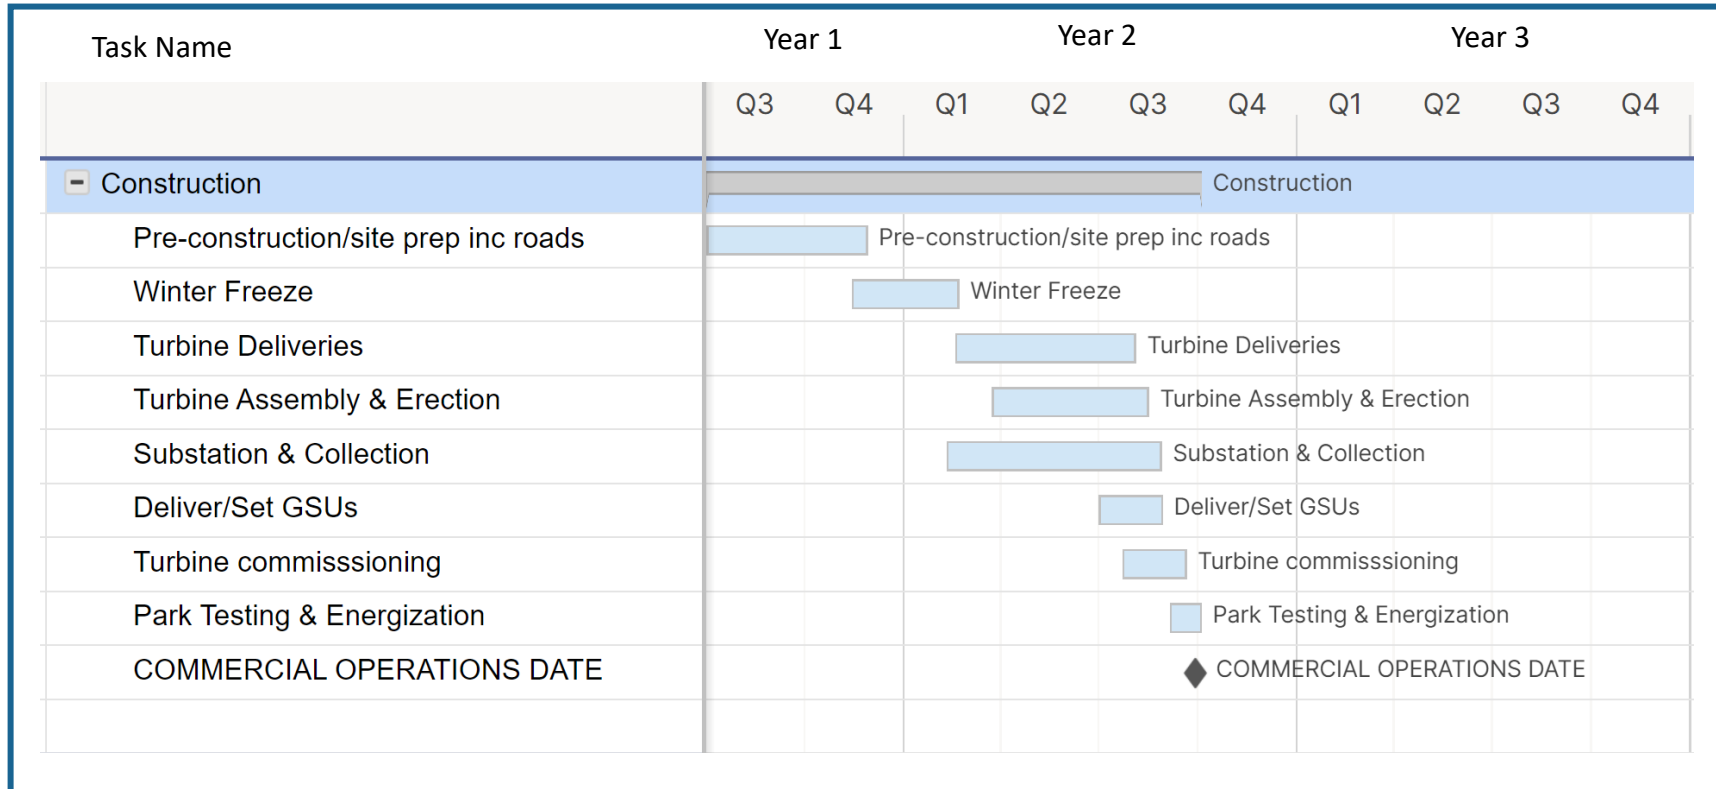 Task Name Year 1 Year 2 Year 3
Q3 Q4 Q1 Q2 Q3 Q4 Q1 Q2 Q3 Q4
Construction Construction
Pre-construction/site prep inc roads Pre-construction/site prep inc roads
Winter Freeze Winter Freeze
Turbine Deliveries Turbine Deliveries
Turbine Assembly & Erection Turbine Assembly & Erection
Substation & Collection Substation & Collection
Deliver/Set GSUs Deliver/Set GSUs
Turbine commisssioning Turbine commisssioning
Park Testing & Energization Park Testing & Energization
COMMERCIAL OPERATIONS DATE COMMERCIAL OPERATIONS DATE